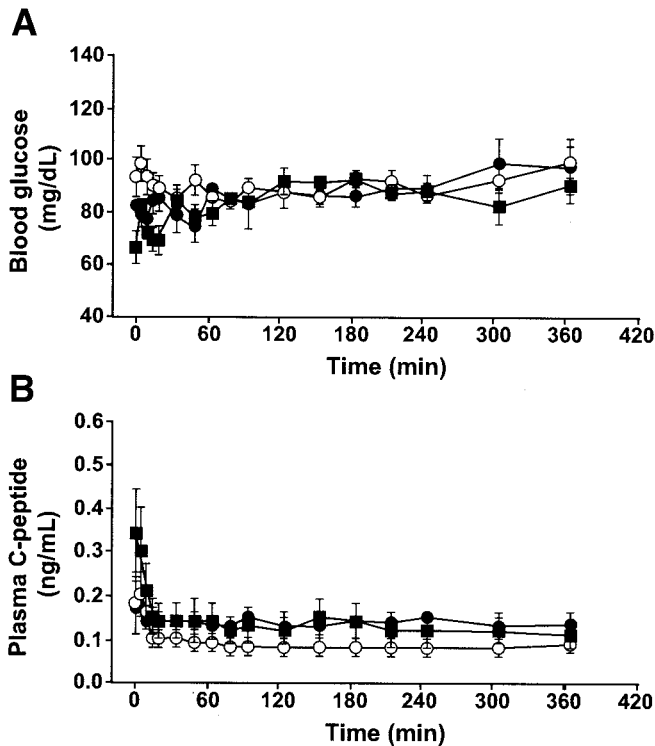 A
140
120
100
80
60
40
Blood glucose
(mg/dL)
0 60 120 180 240 300 360 420
Time (min)
B
0.6
0.5
0.4
0.3
0.2
0.1
0.0
Plasma C-peptide
(ng/mL)
0 60 120 180 240 300 360 420
Time (min)